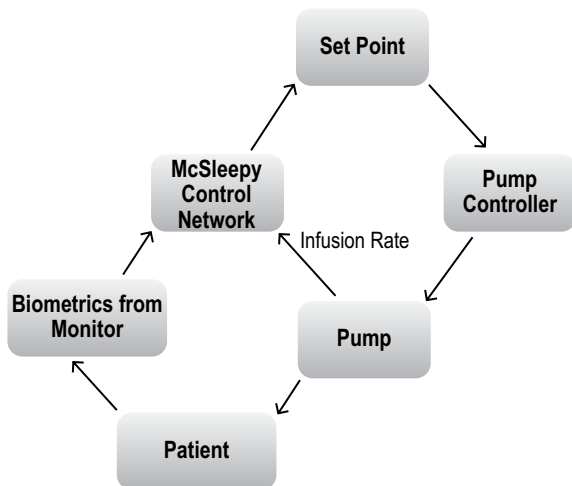 Set Point
McSleepy
Control
Network
Pump
Controller
Infusion Rate
Biometrics from
Monitor
Pump
Patient